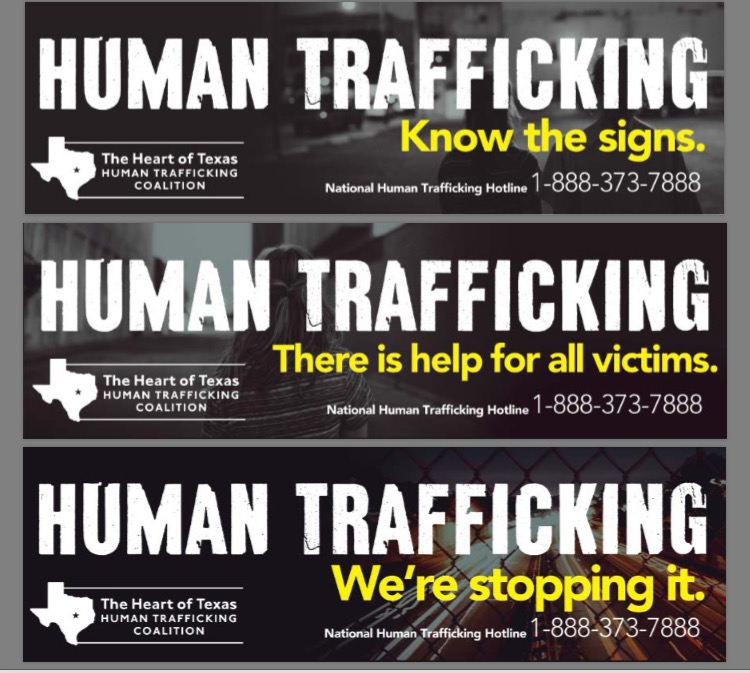 HUMAN TRAFFICKING
Know the signs.
The Heart of Texas
HUMAN TRAFFICKING
COALITION
National Human Trafficking Hotline 1-888-373-7888
HUMAN TRAFFICKING
There is help for all victims.
The Heart of Texas
HUMAN TRAFFICKING
COALITION
National Human Trafficking Hotline 1-888-373-7888
HUMAN TRAFFICKING
We're stopping it.
The Heart of Texas
HUMAN TRAFFICKING
COALITION
National Human Trafficking Hotline 1-888-373-7888